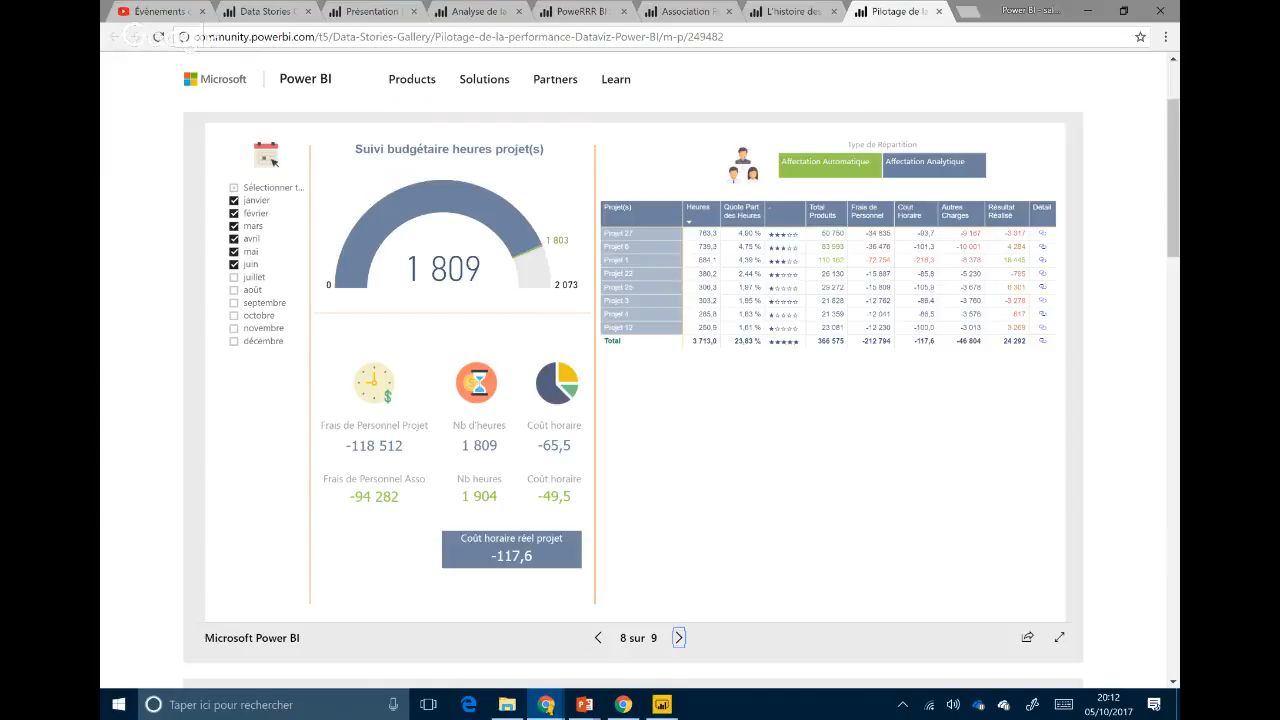 Évènements e
Data Stories G
Présentation I
Analyse de la s
PoweRRR BI
Association Re
L'histoire des
Pilotage de la
Power BI - sal
community.powerbi.com/t5/Data-Stories-Gallery/Pilotage-de-la-performance-Dataviz-Power-BI/m-p/249482
Microsoft
Power BI
Products
Solutions
Partners
Learn
Sélectionner t...
janvier
février
mars
avril
mai
juin
juillet
août
septembre
octobre
novembre
décembre
Suivi budgétaire heures projet(s)
1 803
1 809
0
2 073
Frais de Personnel Projet Nb d'heures Coût horaire
-118 512 1 809 -65,5
Frais de Personnel Asso Nb heures Coût horaire
-94 282 1 904 -49,5
Coût horaire réel projet
-117,6
Type de Répartition
Affectation Automatique Affectation Analytique
Projet(s) Heures Quote Part des Heures Total Produits Frais de Personnel Cout Horaire Autres Charges Résultat Réalisé Détail
Projet 27 763,3 4,90 % ★★★☆☆ 50 750 -34 835 -93,7 -9 167 -3 317
Projet 6 739,3 4,75 % ★★★☆☆ 83 993 -36 476 -101,3 -10 001 4 284
Projet 1 684,1 4,39 % ★★★☆☆ 110 162 -72 754 -218,3 -8 378 18 445
Projet 22 380,2 2,44 % ★★☆☆☆ 26 130 -15 887 -85,8 -5 230 -795
Projet 25 306,3 1,97 % ★☆☆☆☆ 29 272 -15 809 -105,9 -3 678 6 301
Projet 3 303,2 1,95 % ★☆☆☆☆ 21 828 -12 762 -86,4 -3 760 -3 278
Projet 4 285,8 1,83 % ★☆☆☆☆ 21 359 -12 041 -86,5 -3 576 -617
Projet 12 250,9 1,61 % ★☆☆☆☆ 23 081 -12 230 -100,0 -3 013 3 269
Total 3 713,0 23,83 % ★★★★★ 366 575 -212 794 -117,6 -46 804 24 292
Microsoft Power BI
8 sur 9
Taper ici pour rechercher
20:12
05/10/2017